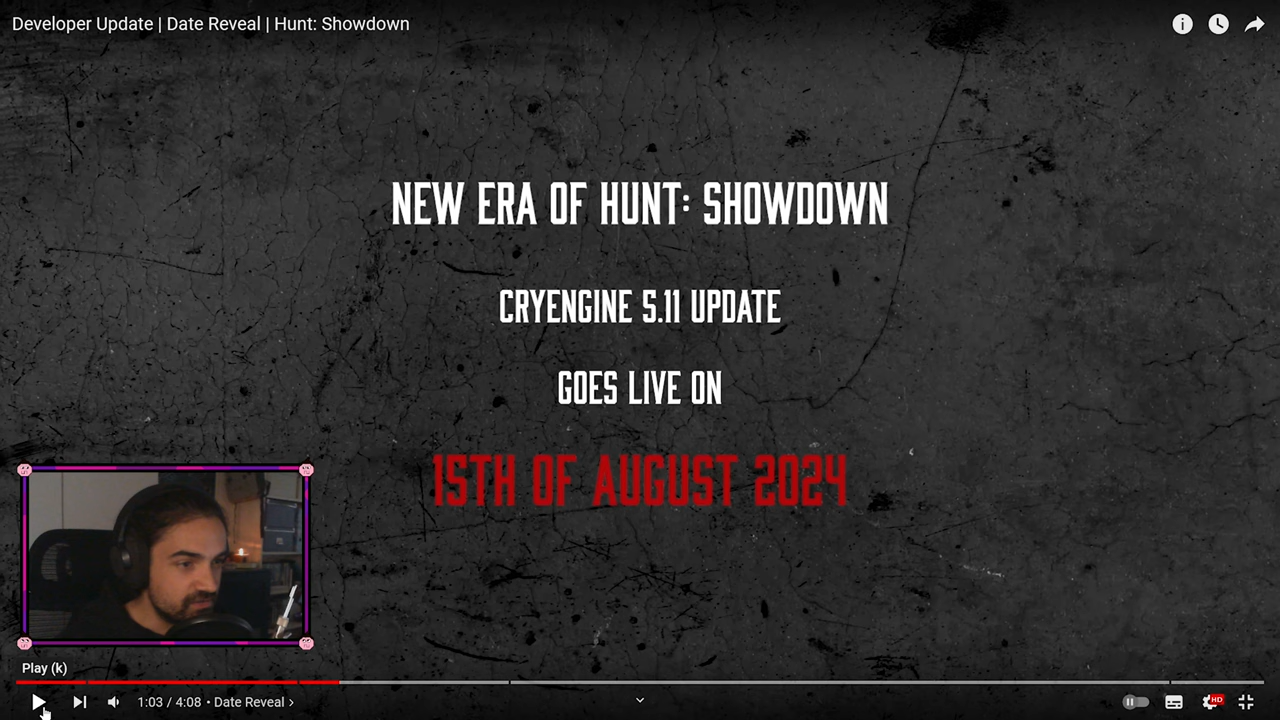 Developer Update | Date Reveal | Hunt: Showdown
NEW ERA OF HUNT: SHOWDOWN
CRYENGINE 5.11 UPDATE
GOES LIVE ON
15TH OF AUGUST 2024
Play (k)
1:03 / 4:08 • Date Reveal ›
HD